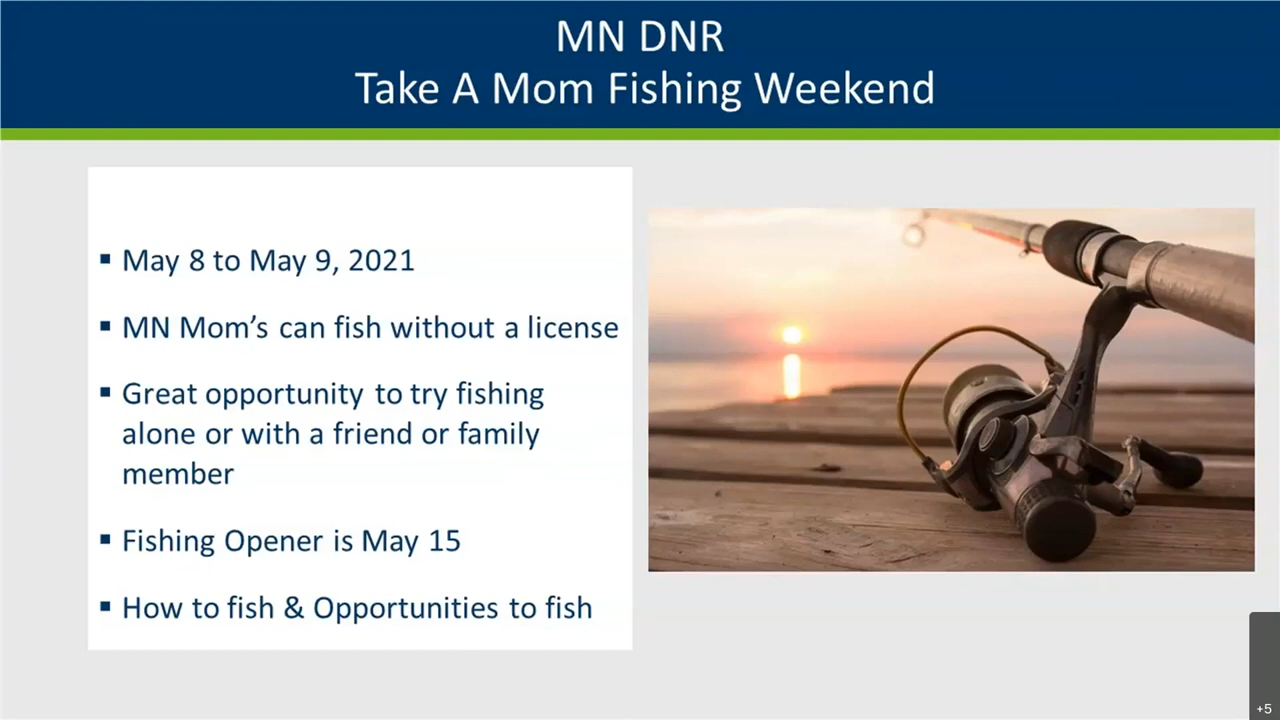 MN DNR
Take A Mom Fishing Weekend
▪ May 8 to May 9, 2021
▪ MN Mom’s can fish without a license
▪ Great opportunity to try fishing
alone or with a friend or family
member
▪ Fishing Opener is May 15
▪ How to fish & Opportunities to fish
+5